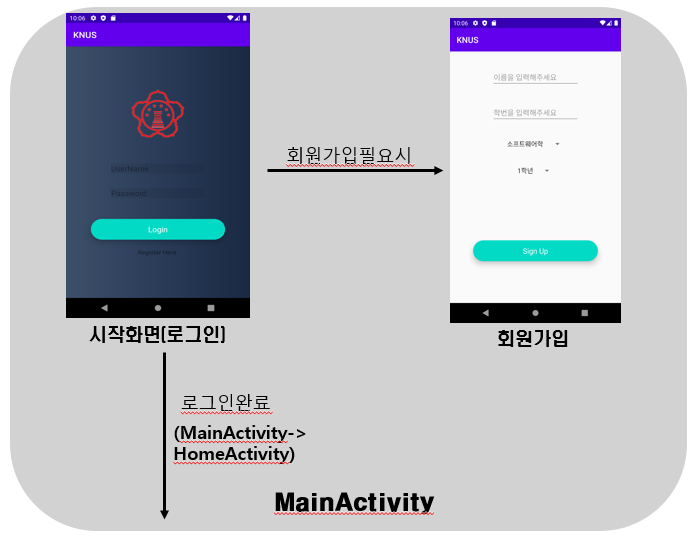 10:06
KNUS
UserName
Password
Login
Register Here
시작화면(로그인)
회원가입필요시
10:06
KNUS
이름을 입력해주세요
학번을 입력해주세요
소프트웨어학
1학년
Sign Up
회원가입
로그인완료
(MainActivity->
HomeActivity)
MainActivity